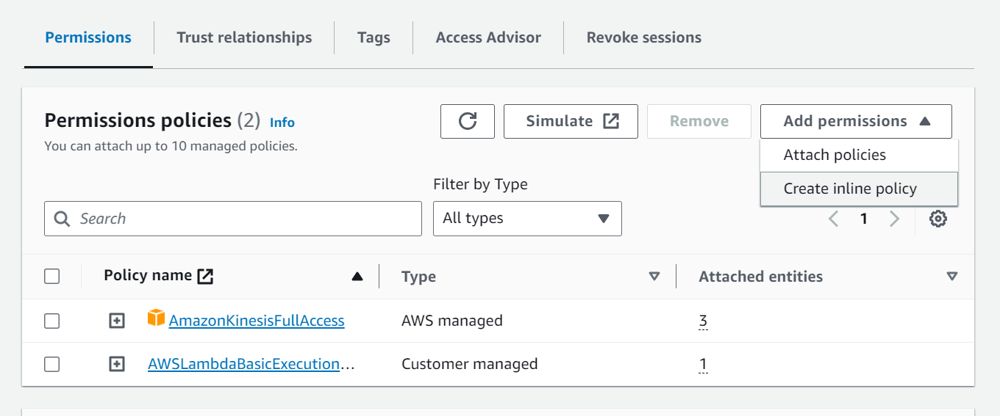 Permissions Trust relationships Tags Access Advisor Revoke sessions
Permissions policies (2) Info
Simulate Remove Add permissions
You can attach up to 10 managed policies.
Attach policies
Create inline policy
Filter by Type
Search All types
1
Policy name Type Attached entities
AmazonKinesisFullAccess AWS managed 3
AWSLambdaBasicExecution... Customer managed 1